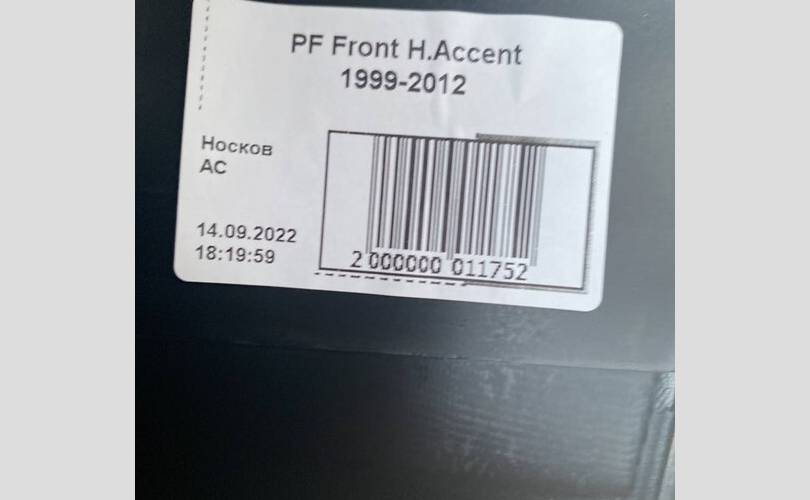 PF Front H.Accent
1999-2012
Носков
АС
14.09.2022
18:19:59
2 000000 011752